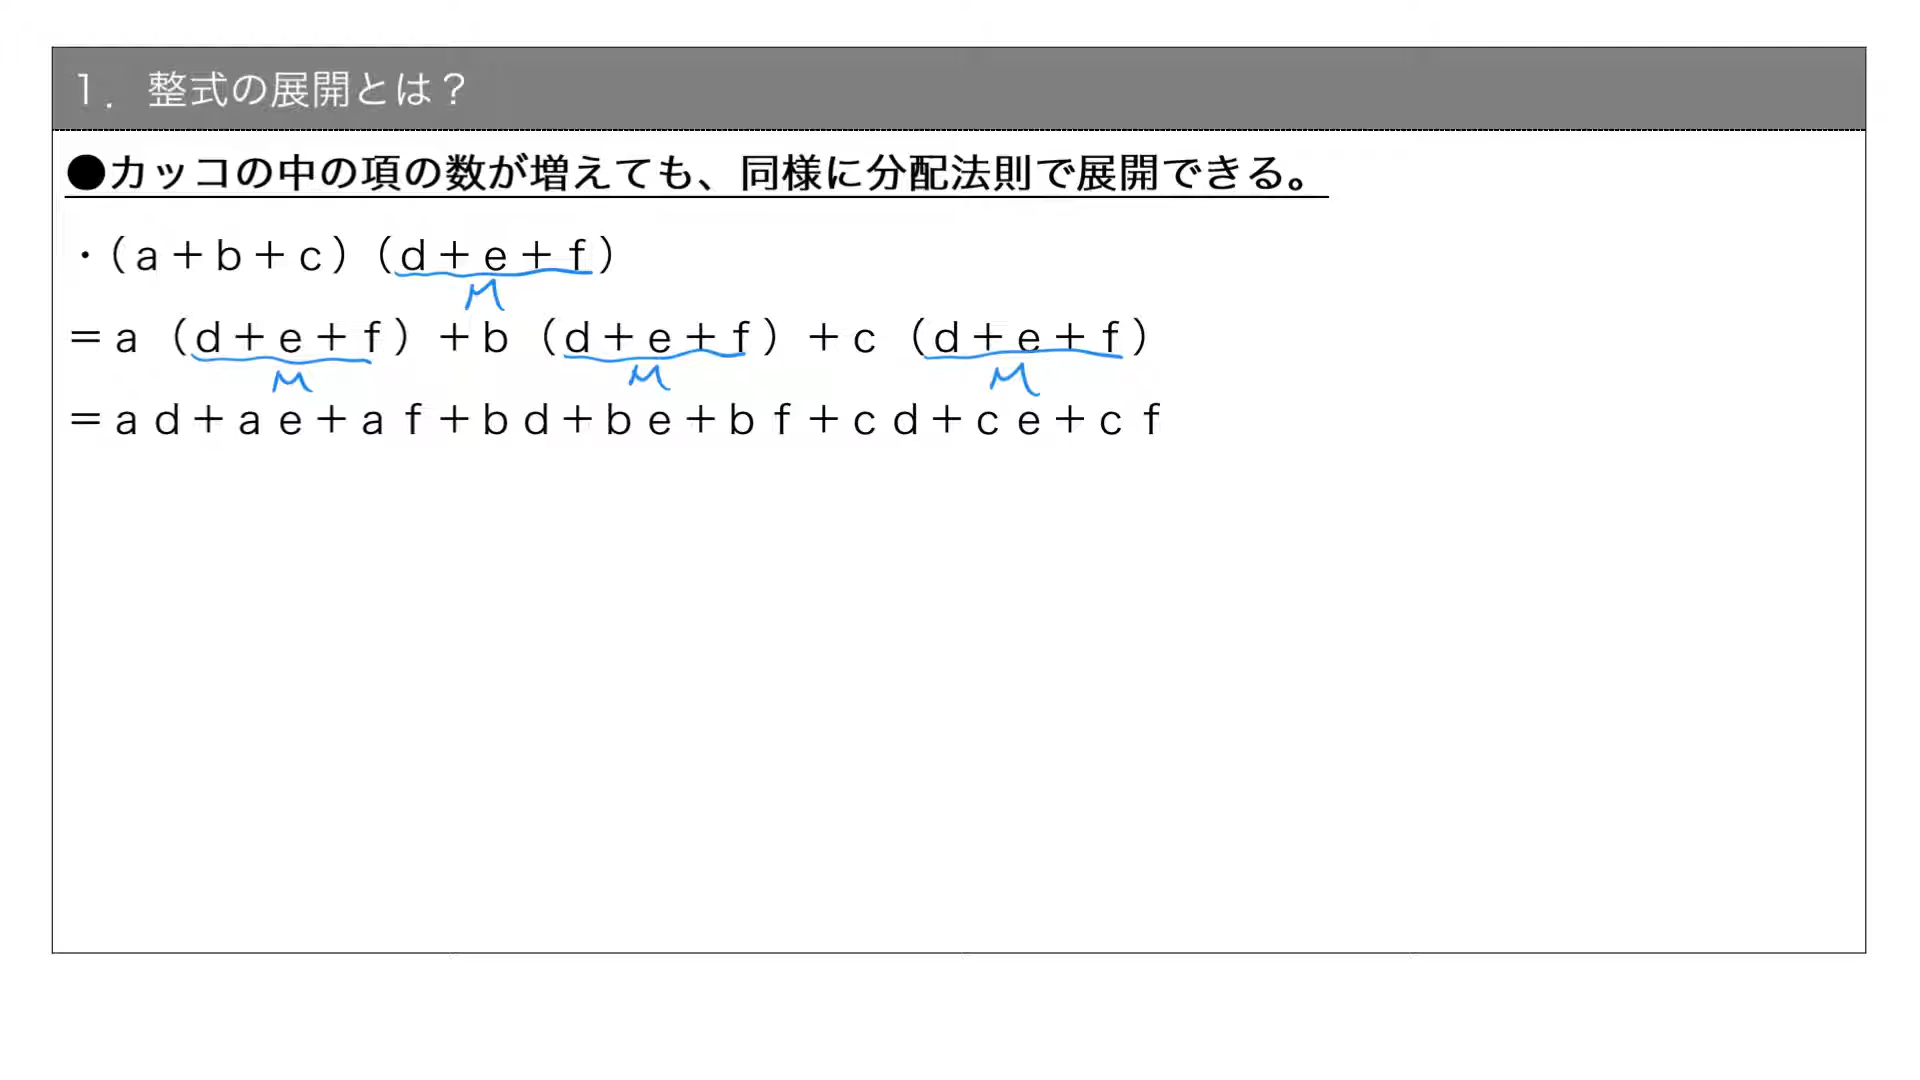 １．整式の展開とは？
●カッコの中の項の数が増えても、同様に分配法則で展開できる。
・（ａ＋ｂ＋ｃ）（ｄ＋ｅ＋ｆ）
M
＝ａ（ｄ＋ｅ＋ｆ）＋ｂ（ｄ＋ｅ＋ｆ）＋ｃ（ｄ＋ｅ＋ｆ）
M M M
＝ａｄ＋ａｅ＋ａｆ＋ｂｄ＋ｂｅ＋ｂｆ＋ｃｄ＋ｃｅ＋ｃｆ